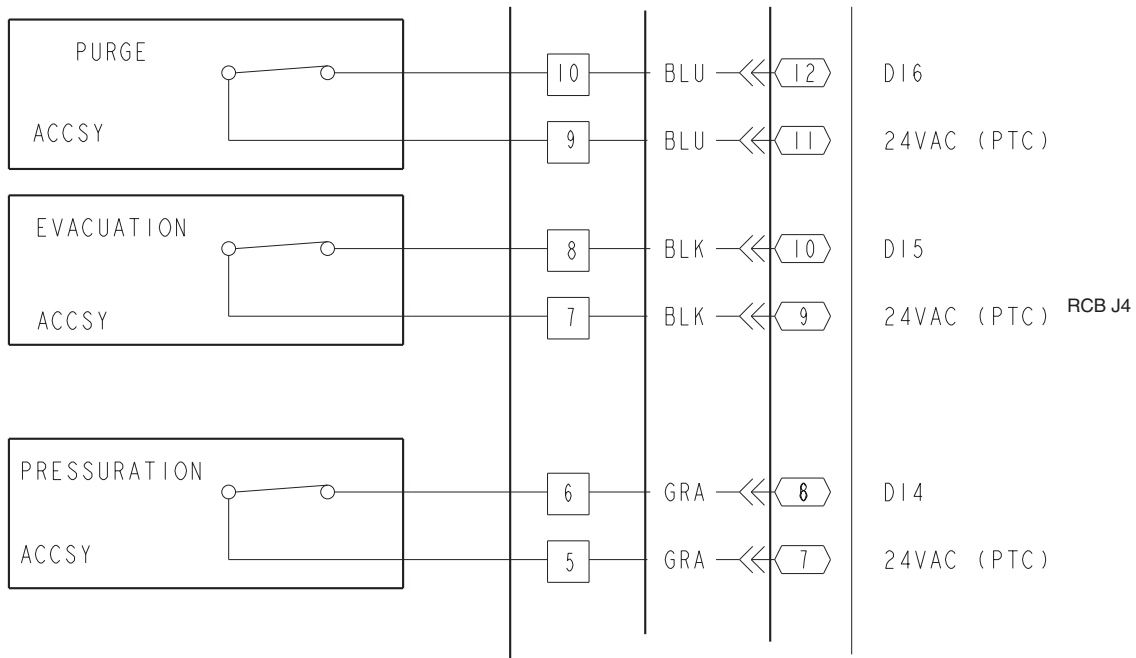 PURGE
10 BLU 12 DI6
ACCSY 9 BLU 11 24VAC (PTC)
EVACUATION
8 BLK 10 DI5
ACCSY 7 BLK 9 24VAC (PTC) RCB J4
PRESSURATION
6 GRA 8 DI4
ACCSY 5 GRA 7 24VAC (PTC)